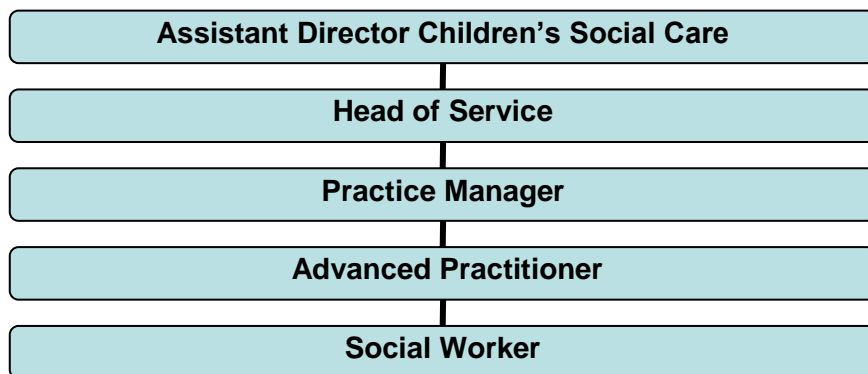 Assistant Director Children’s Social Care
Head of Service
Practice Manager
Advanced Practitioner
Social Worker